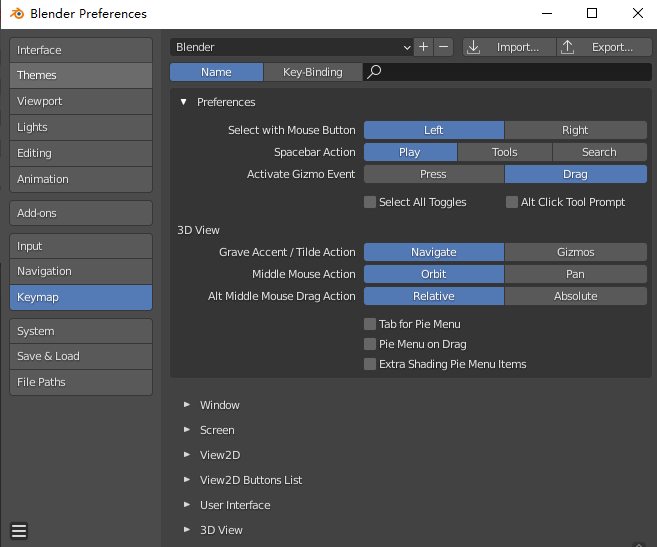 Blender Preferences
Interface
Themes
Viewport
Lights
Editing
Animation
Add-ons
Input
Navigation
Keymap
System
Save & Load
File Paths
Blender
Import...
Export...
Name
Key-Binding
Preferences
Select with Mouse Button
Left
Right
Spacebar Action
Play
Tools
Search
Activate Gizmo Event
Press
Drag
Select All Toggles
Alt Click Tool Prompt
3D View
Grave Accent / Tilde Action
Navigate
Gizmos
Middle Mouse Action
Orbit
Pan
Alt Middle Mouse Drag Action
Relative
Absolute
Tab for Pie Menu
Pie Menu on Drag
Extra Shading Pie Menu Items
Window
Screen
View2D
View2D Buttons List
User Interface
3D View